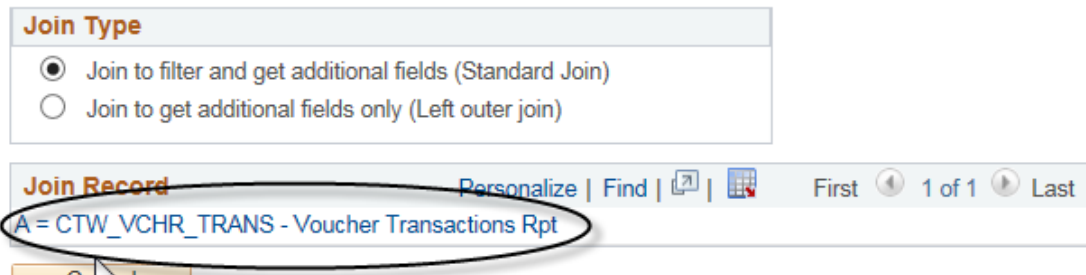 Join Type
Join to filter and get additional fields (Standard Join)
Join to get additional fields only (Left outer join)
Join Record Personalize | Find | | First 1 of 1 Last
A = CTW_VCHR_TRANS - Voucher Transactions Rpt